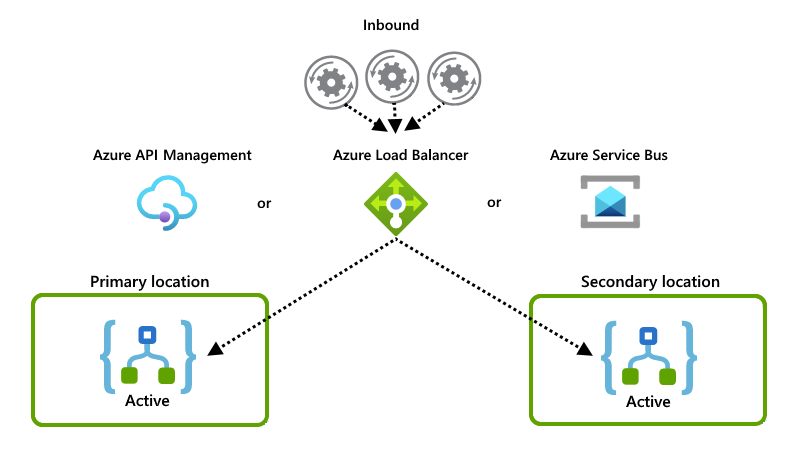 Inbound
Azure API Management
Azure Load Balancer
Azure Service Bus
or
or
Primary location
Secondary location
Active
Active